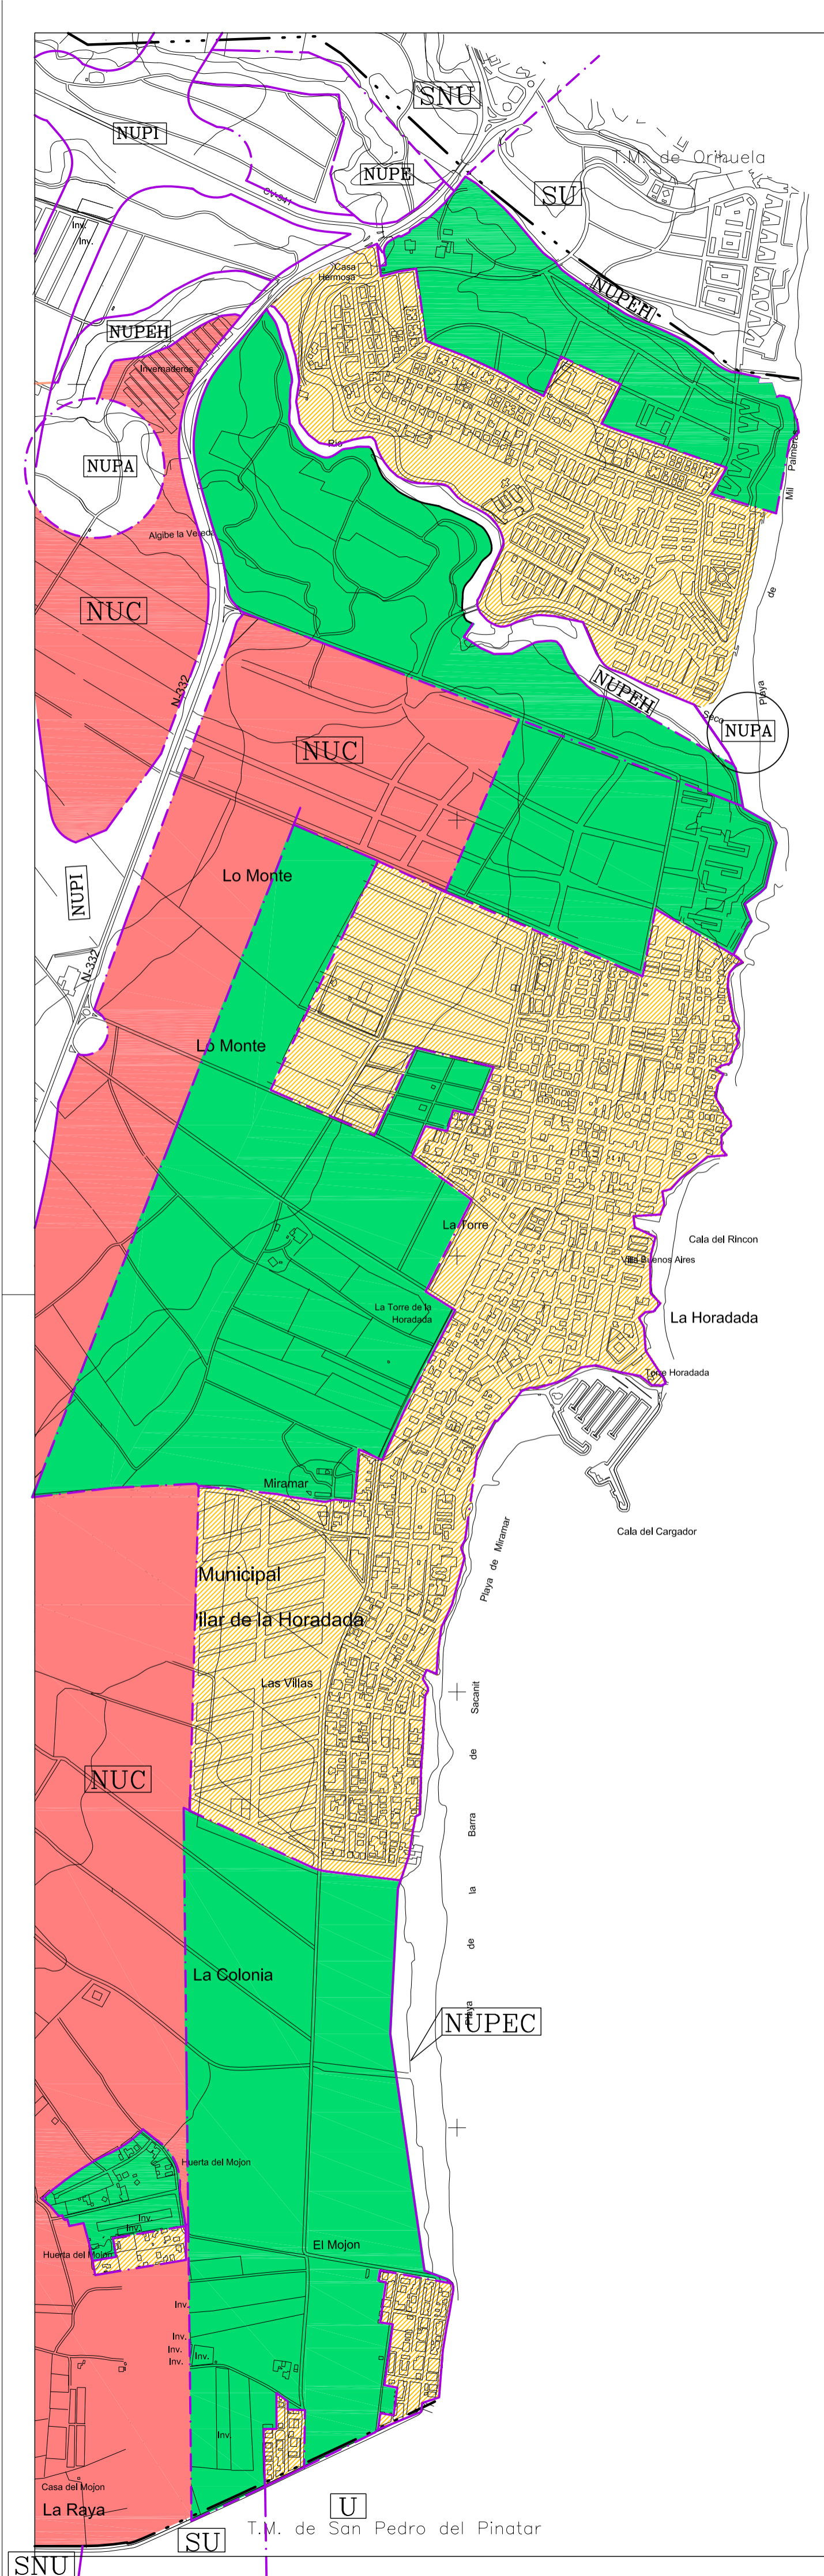 SNU
NUPI
T.M. de Orihuela
NUPE
SU
CV-941
Inv.
Inv.
Casa
Hermosa
NUPEH
NUPEH
Invernaderos
Río
Mil Palmeras
NUPA
Algibe la Vereda
de
NUC
NUPEH
N-332
Playa
Seco
NUPA
NUC
Lo Monte
NUPI
N-332
Lo Monte
La Torre
Cala del Rincon
Villa Buenos Aires
La Torre de la
Horadada
La Horadada
Torre Horadada
Miramar
Cala del Cargador
Playa de Miramar
Municipal
Pilar de la Horadada
Las Villas
Playa de la Barra de Sacanit
NUC
La Colonia
NUPEC
Huerta del Mojon
Inv.
Inv.
Huerta del Mojon
El Mojon
Inv.
Inv.
Inv.
Inv.
Inv.
Inv.
Casa del Mojon
La Raya
U
T.M. de San Pedro del Pinatar
SU
SNU